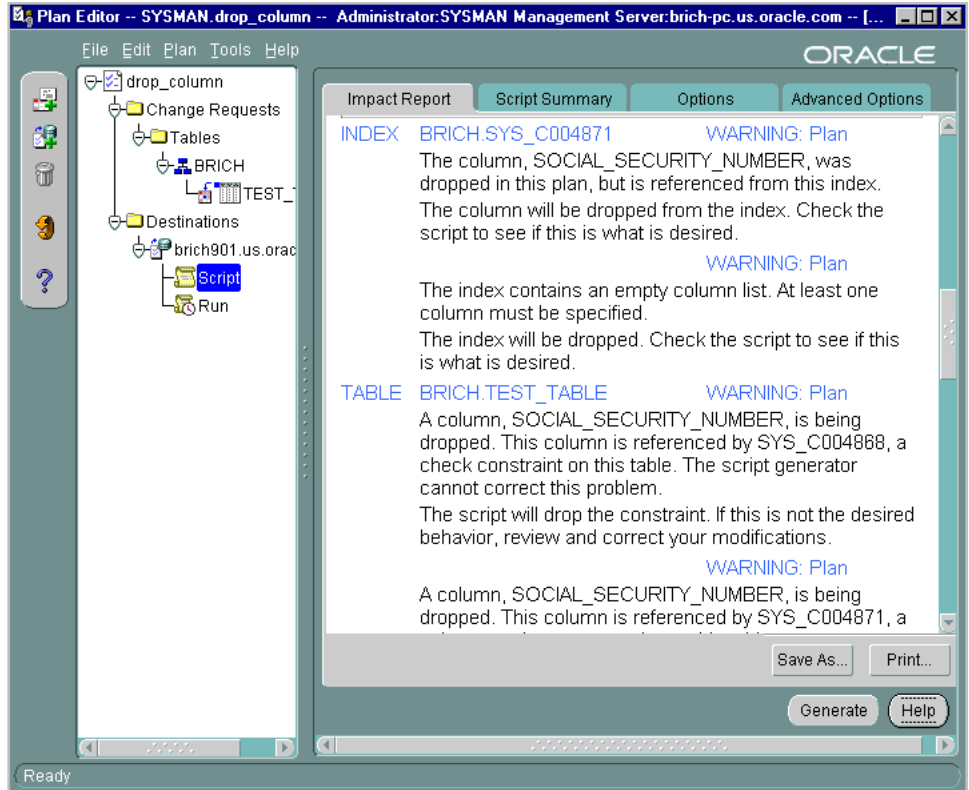 Plan Editor -- SYSMAN.drop_column -- Administrator:SYSMAN Management Server:brich-pc.us.oracle.com -- [...
File Edit Plan Tools Help
ORACLE
drop_column
Change Requests
Tables
BRICH
TEST_
Destinations
brich901.us.orac
Script
Run
Impact Report Script Summary Options Advanced Options
INDEX BRICH.SYS_C004871 WARNING: Plan
The column, SOCIAL_SECURITY_NUMBER, was
dropped in this plan, but is referenced from this index.
The column will be dropped from the index. Check the
script to see if this is what is desired.
WARNING: Plan
The index contains an empty column list. At least one
column must be specified.
The index will be dropped. Check the script to see if this
is what is desired.
TABLE BRICH.TEST_TABLE WARNING: Plan
A column, SOCIAL_SECURITY_NUMBER, is being
dropped. This column is referenced by SYS_C004868, a
check constraint on this table. The script generator
cannot correct this problem.
The script will drop the constraint. If this is not the desired
behavior, review and correct your modifications.
WARNING: Plan
A column, SOCIAL_SECURITY_NUMBER, is being
dropped. This column is referenced by SYS_C004871, a
Save As... Print...
Generate Help
Ready